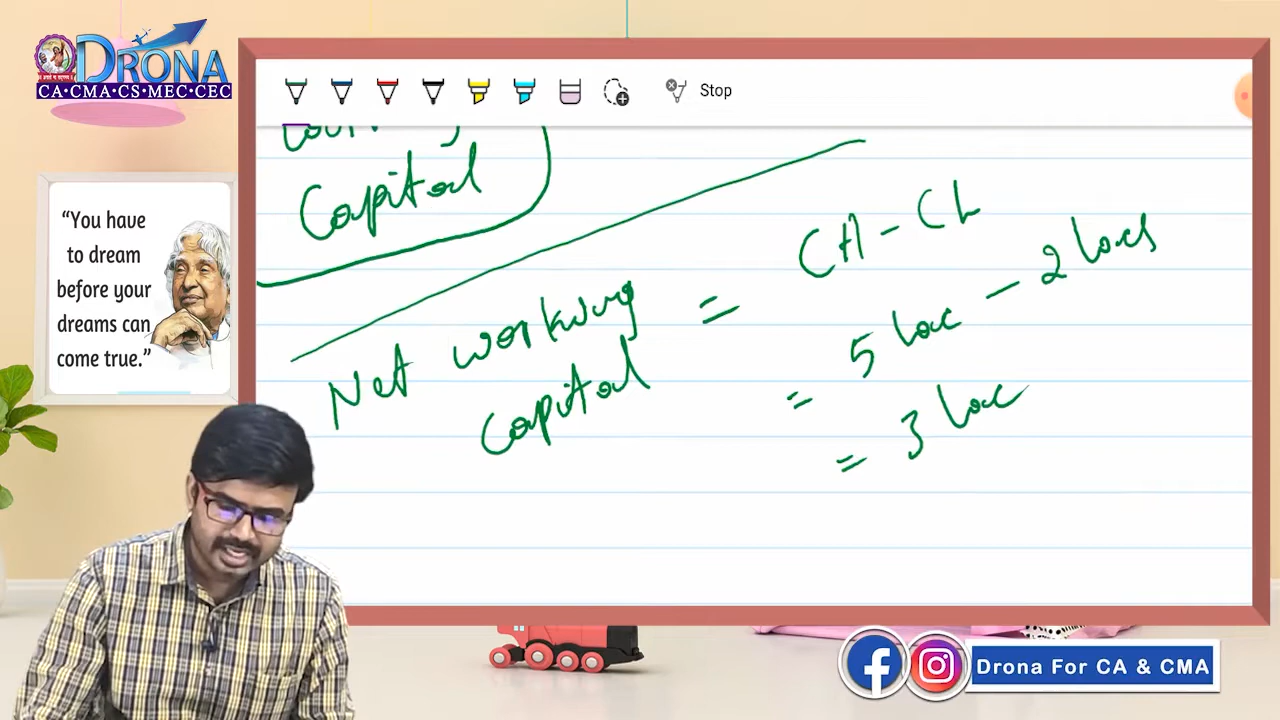 DRONA
CA•CMA•CS•MEC•CEC
“You have
to dream
before your
dreams can
come true.”
Stop
Capital
Net working
capital
= CA - CL
= 5 lac - 2 lacs
= 3 lac
Drona For CA & CMA